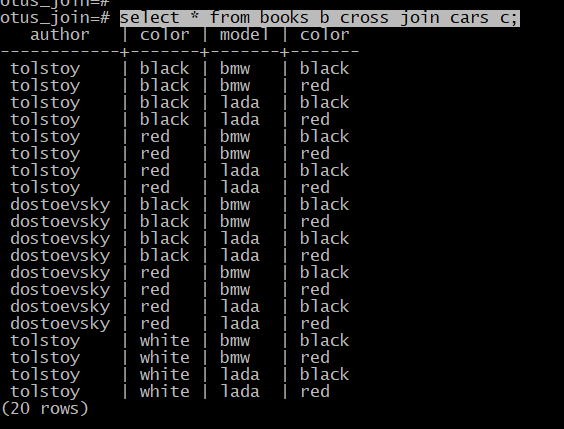 otus_join=#
otus_join=# select * from books b cross join cars c;
   author    | color | model | color
-------------+-------+-------+-------
 tolstoy     | black | bmw   | black
 tolstoy     | black | bmw   | red
 tolstoy     | black | lada  | black
 tolstoy     | black | lada  | red
 tolstoy     | red   | bmw   | black
 tolstoy     | red   | bmw   | red
 tolstoy     | red   | lada  | black
 tolstoy     | red   | lada  | red
 dostoevsky | black | bmw   | black
 dostoevsky | black | bmw   | red
 dostoevsky | black | lada  | black
 dostoevsky | black | lada  | red
 dostoevsky | red   | bmw   | black
 dostoevsky | red   | bmw   | red
 dostoevsky | red   | lada  | black
 dostoevsky | red   | lada  | red
 tolstoy     | white | bmw   | black
 tolstoy     | white | bmw   | red
 tolstoy     | white | lada  | black
 tolstoy     | white | lada  | red
(20 rows)